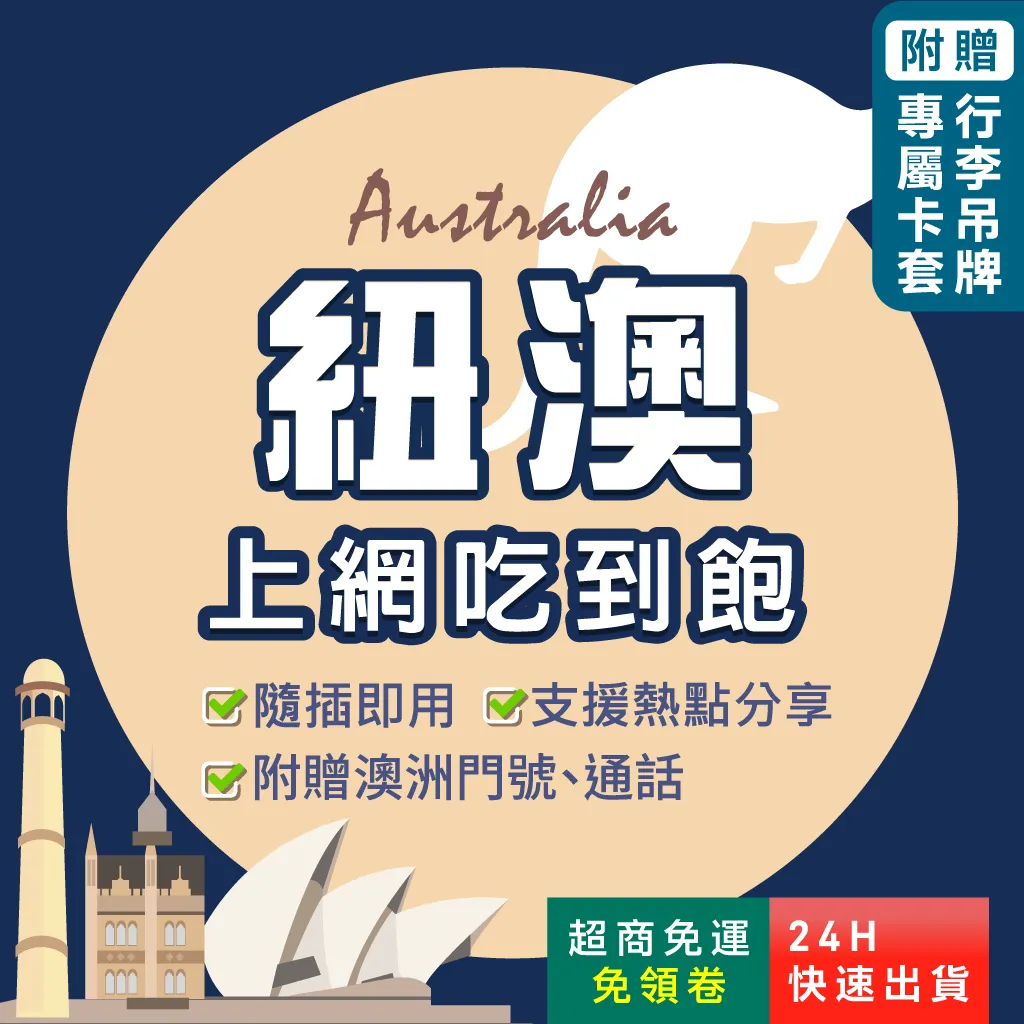 附贈
行李吊牌
專屬卡套
Australia
紐澳
上網吃到飽
隨插即用
支援熱點分享
附贈澳洲門號、通話
超商免運
免領卷
24H
快速出貨